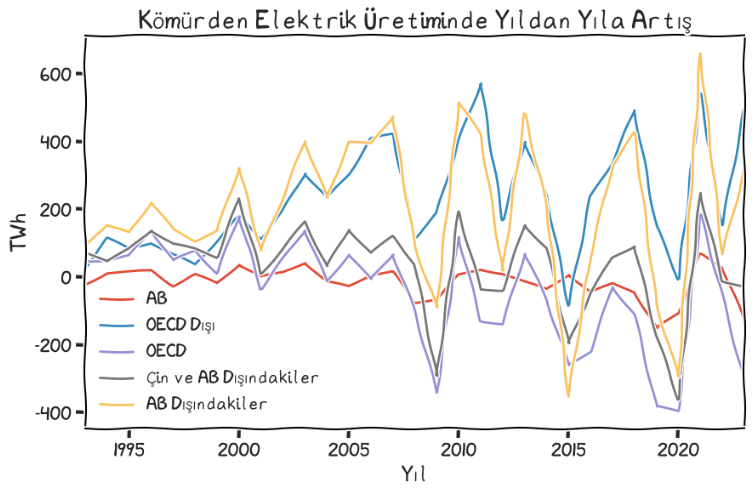 Kömürden Elektrik Üretiminde Yıldan Yıla Artış
600
400
200
0
-200
-400
TWh
AB
OECD Dışı
OECD
Çin ve AB Dışındakiler
AB Dışındakiler
1995
2000
2005
2010
2015
2020
Yıl